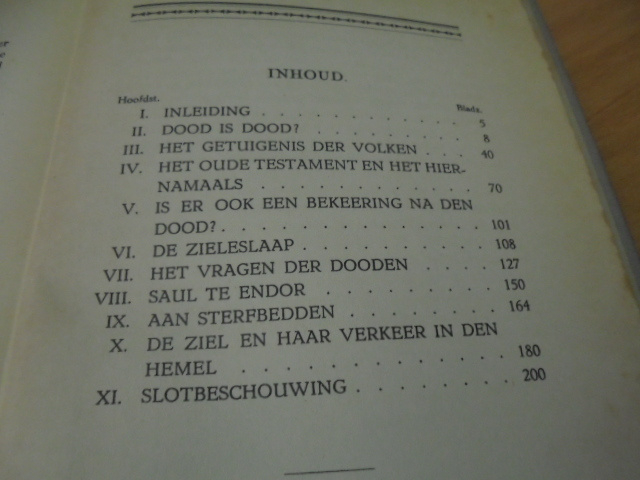 INHOUD.
Hoofdst. Bladz.
I. INLEIDING . . . . . . . . . . . 5
II. DOOD IS DOOD? . . . . . . . . 8
III. HET GETUIGENIS DER VOLKEN . . . 40
IV. HET OUDE TESTAMENT EN HET HIER-
NAMAALS . . . . . . . . . . 70
V. IS ER OOK EEN BEKEERING NA DEN
DOOD? . . . . . . . . . . . . 101
VI. DE ZIELESLAAP . . . . . . . . . 108
VII. HET VRAGEN DER DOODEN . . . . 127
VIII. SAUL TE ENDOR . . . . . . . . 150
IX. AAN STERFBEDDEN . . . . . . . 164
X. DE ZIEL EN HAAR VERKEER IN DEN
HEMEL . . . . . . . . . . . 180
XI. SLOTBESCHOUWING . . . . . . . 200